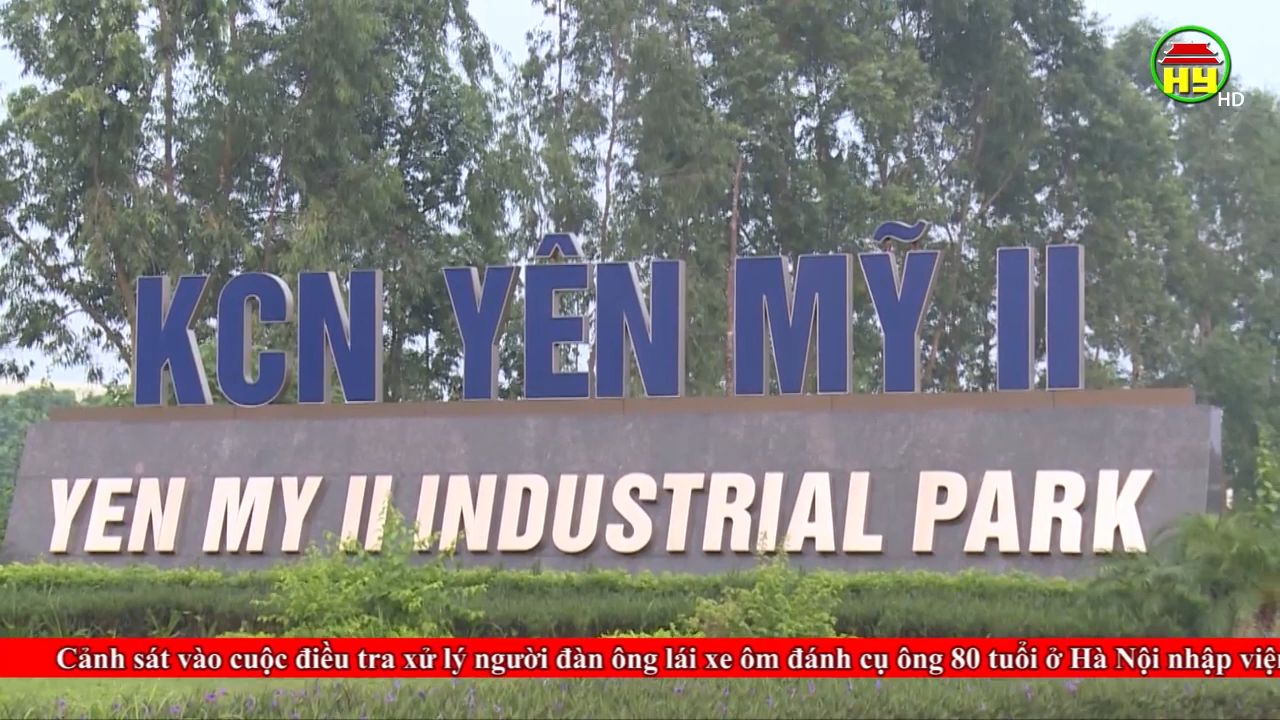 HY
HD
KCN YÊN MỸ II
YEN MY II INDUSTRIAL PARK
Cảnh sát vào cuộc điều tra xử lý người đàn ông lái xe ôm đánh cụ ông 80 tuổi ở Hà Nội nhập viện